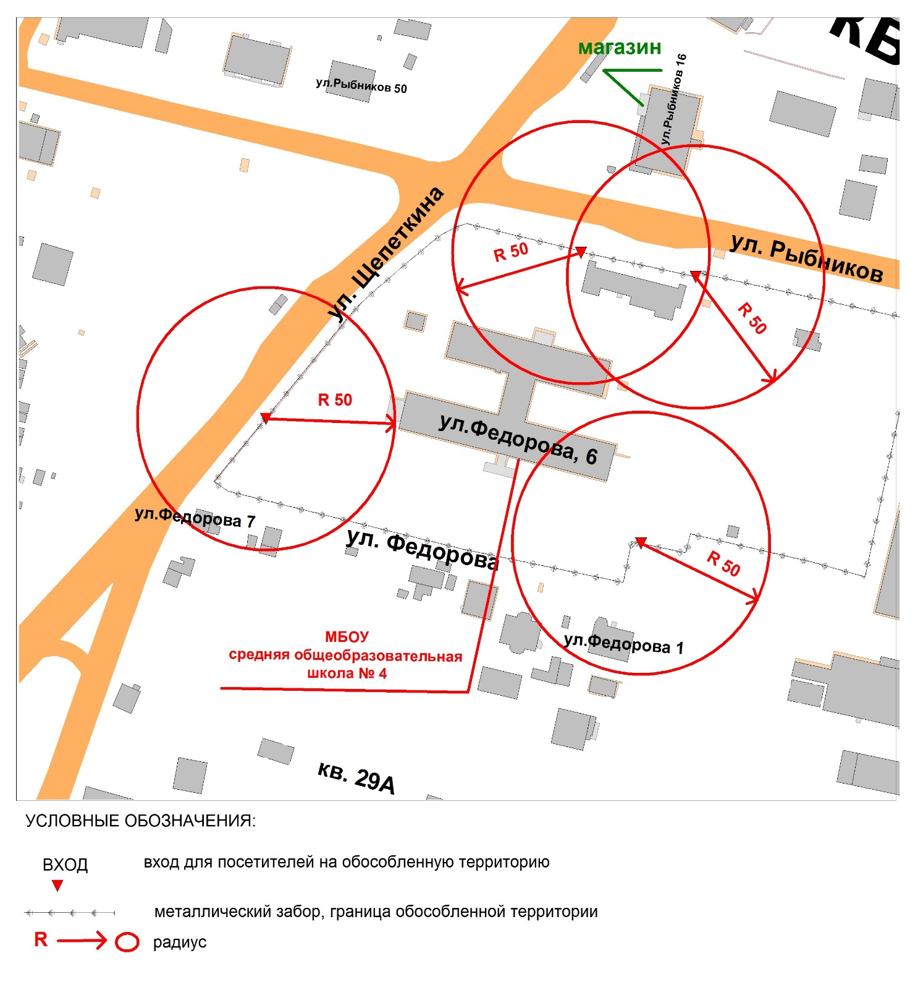 кв
магазин
ул.Рыбников 50
ул.Рыбников 16
ул. Щепеткина
ул. Рыбников
R 50
R 50
R 50
ул.Федорова, 6
ул.Федорова 7
ул. Федорова
R 50
ул.Федорова 1
МБОУ
средняя общеобразовательная
школа № 4
кв. 29А
УСЛОВНЫЕ ОБОЗНАЧЕНИЯ:
ВХОД
вход для посетителей на обособленную территорию
металлический забор, граница обособленной территории
R
радиус